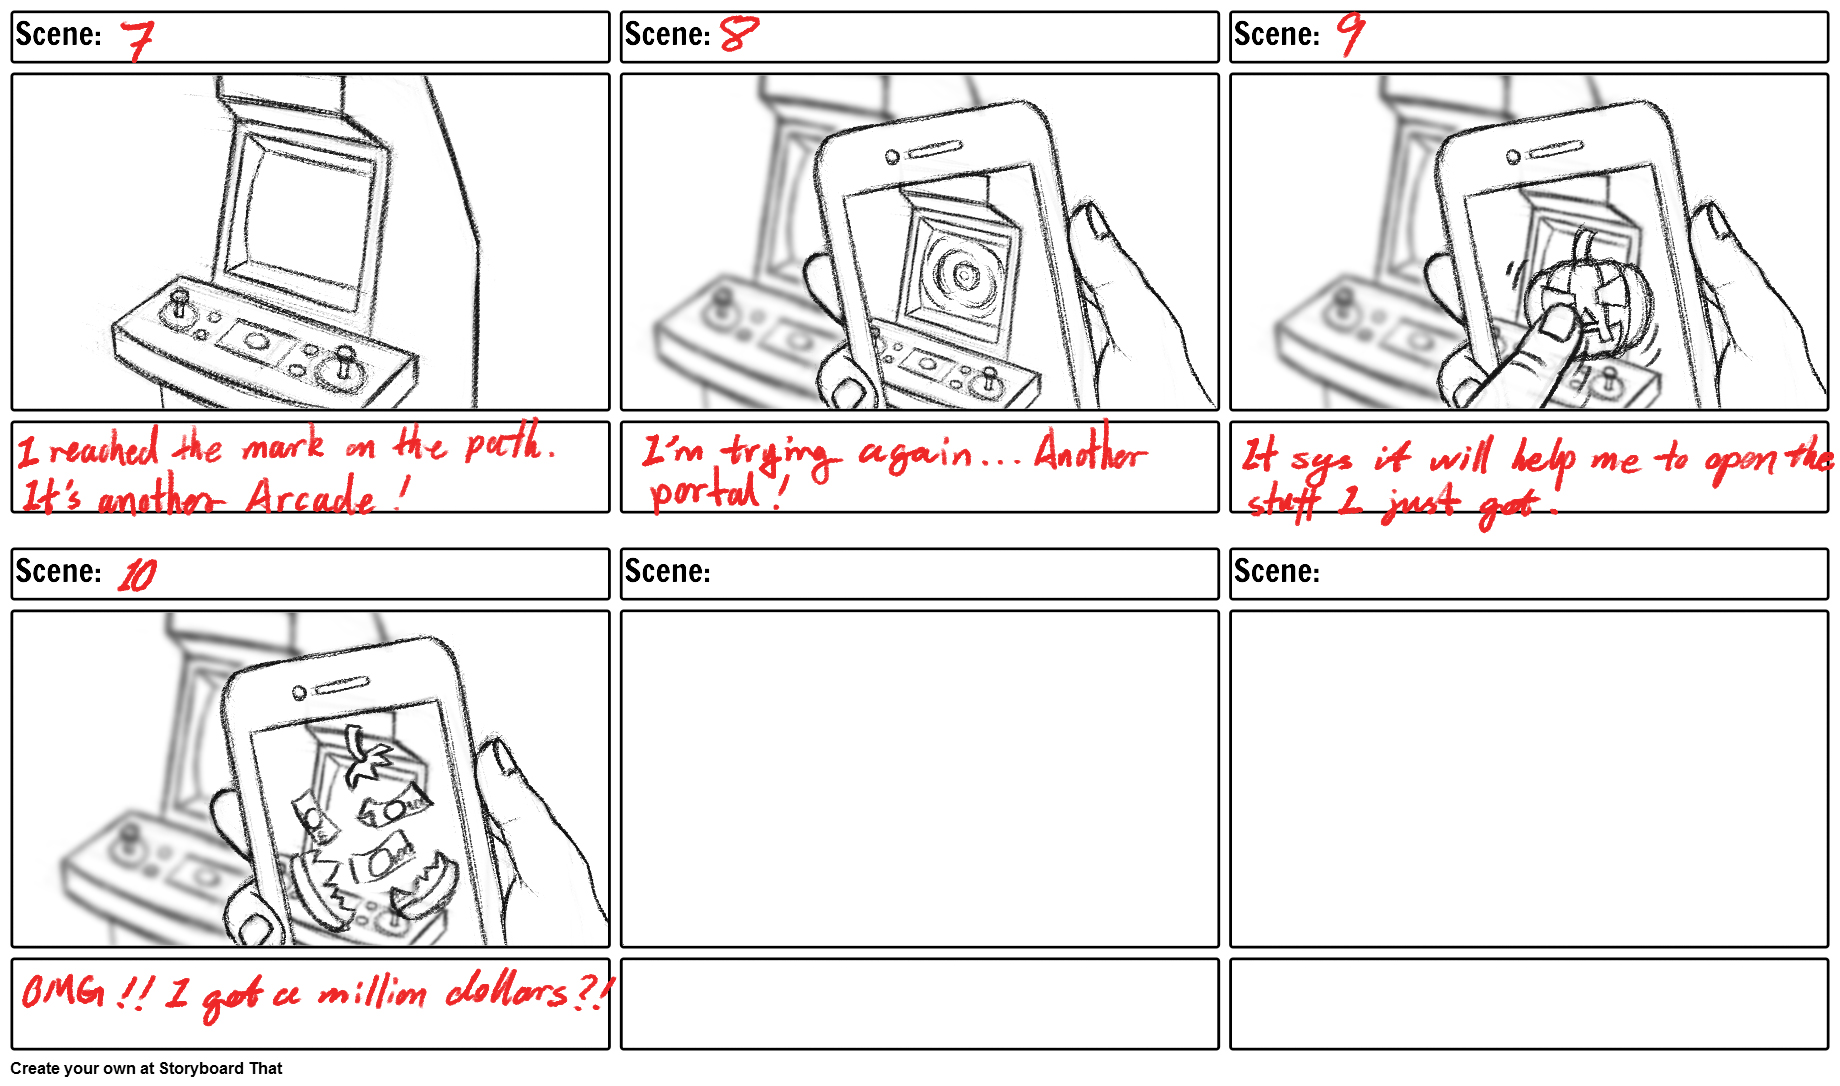 Scene: 7
Scene: 8
Scene: 9
I reached the mark on the path.
It's another Arcade!
I'm trying again... Another
portal!
It sys it will help me to open the
stuff I just got.
Scene: 10
Scene:
Scene:
OMG!! I got a million dollars?!
Create your own at Storyboard That